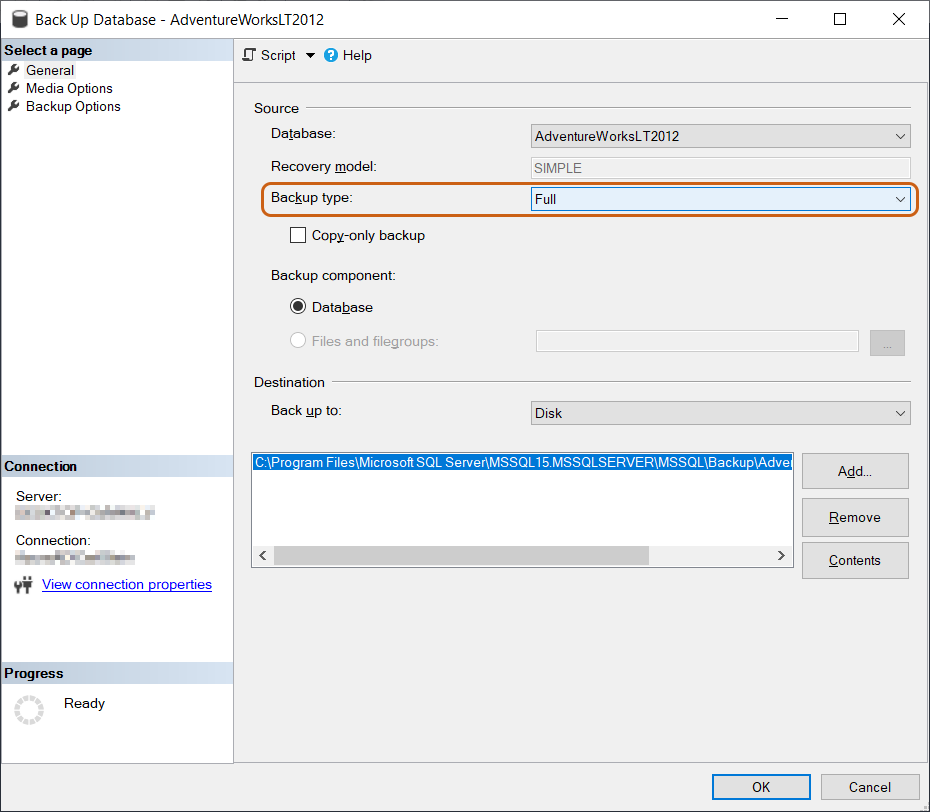 Back Up Database - AdventureWorksLT2012
Select a page
General
Media Options
Backup Options
Script
Help
Source
Database:
AdventureWorksLT2012
Recovery model:
SIMPLE
Backup type:
Full
Copy-only backup
Backup component:
Database
Files and filegroups:
...
Destination
Back up to:
Disk
C:\Program Files\Microsoft SQL Server\MSSQL15.MSSQLSERVER\MSSQL\Backup\Adver
Add...
Remove
Contents
Connection
Server:
Connection:
View connection properties
Progress
Ready
OK
Cancel